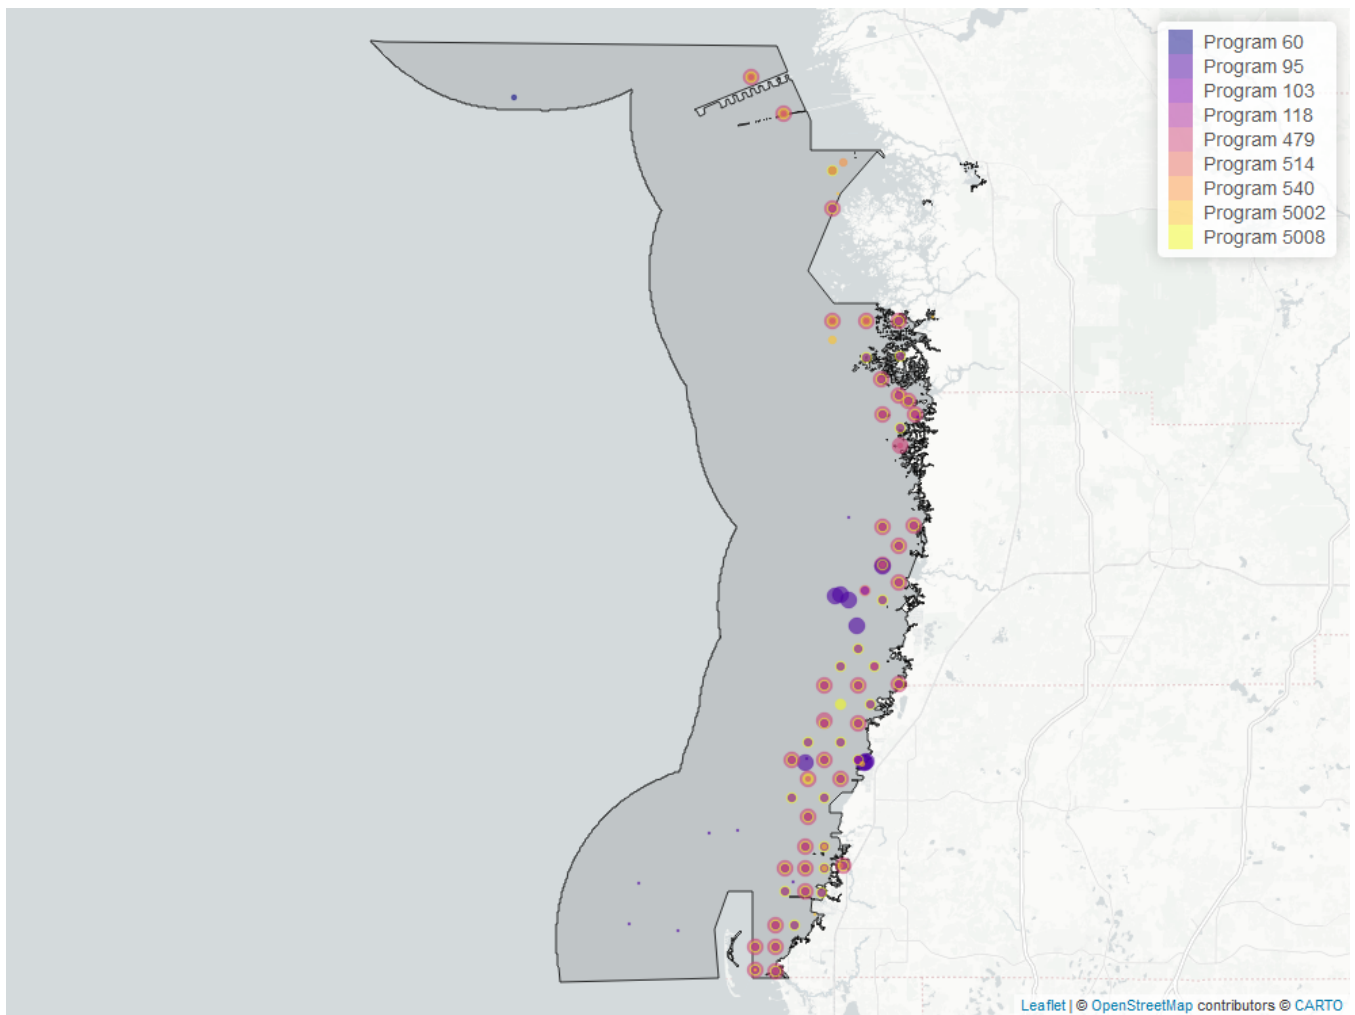 Program 60
Program 95
Program 103
Program 118
Program 479
Program 514
Program 540
Program 5002
Program 5008
Leaflet | © OpenStreetMap contributors © CARTO